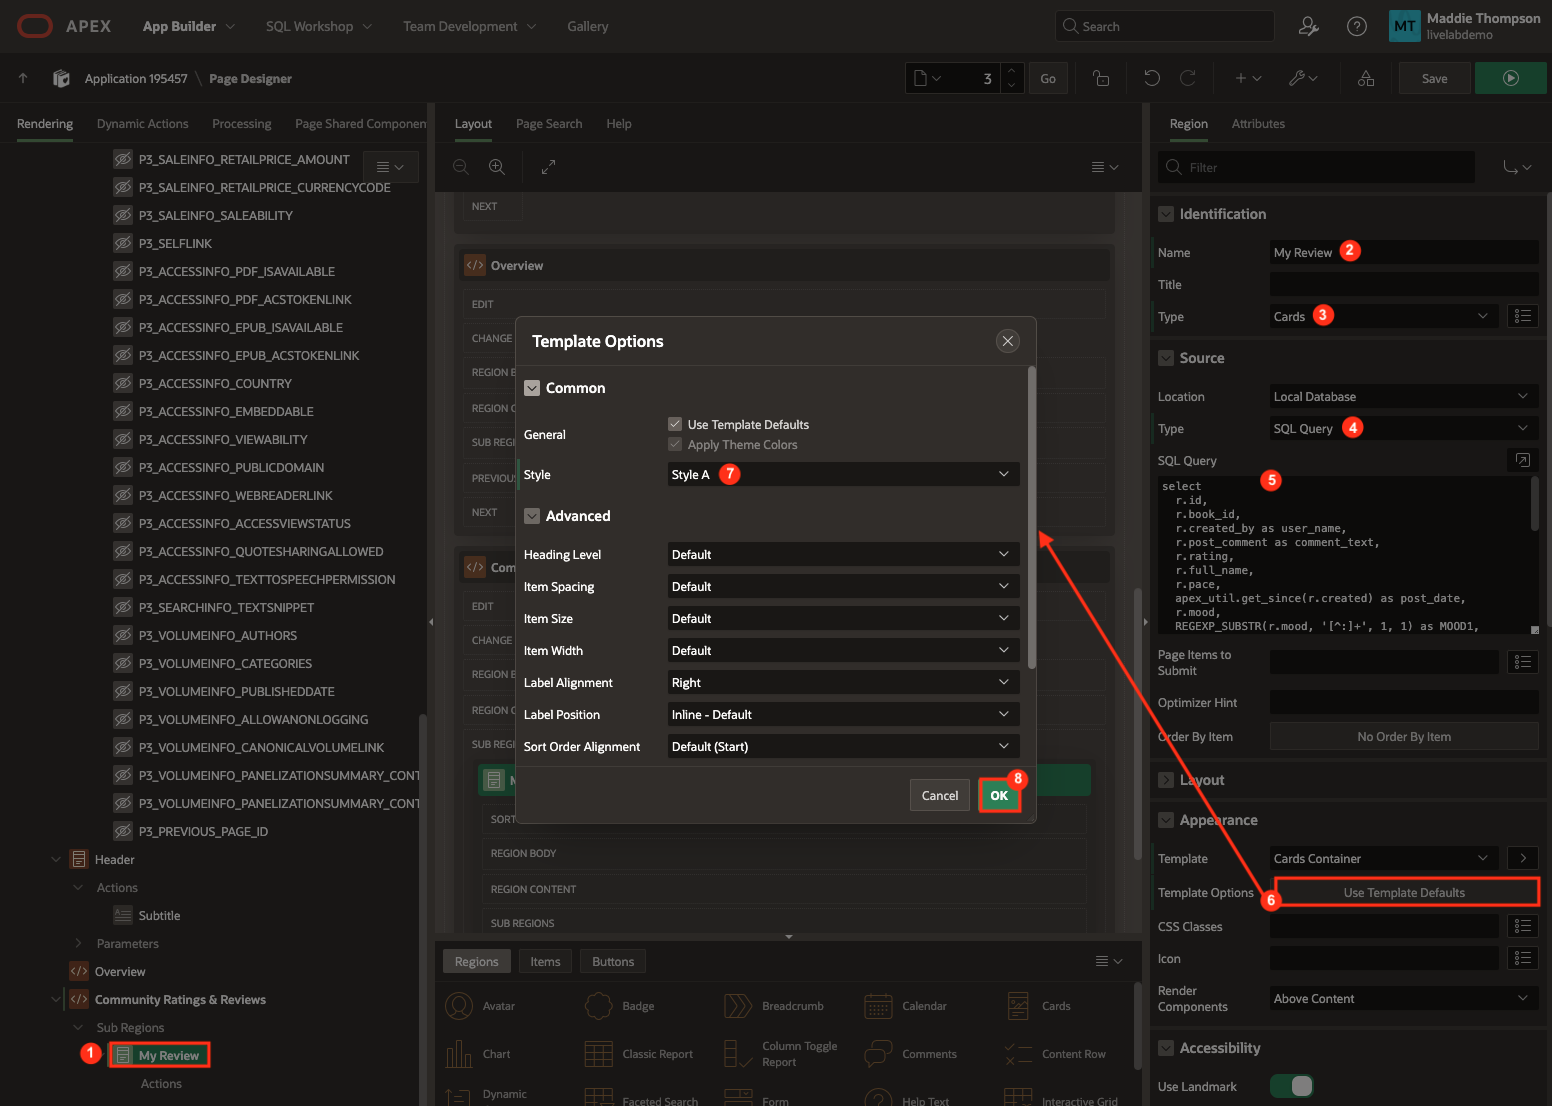 APEX
App Builder
SQL Workshop
Team Development
Gallery
Search
MT
Maddie Thompson
livelabdemo
Application 195457 \ Page Designer
3
Go
Save
Rendering
Dynamic Actions
Processing
Page Shared Componen
P3_SALEINFO_RETAILPRICE_AMOUNT
P3_SALEINFO_RETAILPRICE_CURRENCYCODE
P3_SALEINFO_SALEABILITY
P3_SELFLINK
P3_ACCESSINFO_PDF_ISAVAILABLE
P3_ACCESSINFO_PDF_ACSTOKENLINK
P3_ACCESSINFO_EPUB_ISAVAILABLE
P3_ACCESSINFO_EPUB_ACSTOKENLINK
P3_ACCESSINFO_COUNTRY
P3_ACCESSINFO_EMBEDDABLE
P3_ACCESSINFO_VIEWABILITY
P3_ACCESSINFO_PUBLICDOMAIN
P3_ACCESSINFO_WEBREADERLINK
P3_ACCESSINFO_ACCESSVIEWSTATUS
P3_ACCESSINFO_QUOTESHARINGALLOWED
P3_ACCESSINFO_TEXTTOSPEECHPERMISSION
P3_SEARCHINFO_TEXTSNIPPET
P3_VOLUMEINFO_AUTHORS
P3_VOLUMEINFO_CATEGORIES
P3_VOLUMEINFO_PUBLISHEDDATE
P3_VOLUMEINFO_ALLOWANONLOGGING
P3_VOLUMEINFO_CANONICALVOLUMELINK
P3_VOLUMEINFO_PANELIZATIONSUMMARY_CONT
P3_VOLUMEINFO_PANELIZATIONSUMMARY_CONT
P3_PREVIOUS_PAGE_ID
Header
Actions
Subtitle
Parameters
Overview
Community Ratings & Reviews
Sub Regions
1 My Review
Actions
Layout
Page Search
Help
NEXT
Overview
EDIT
CHANGE
REGION B
REGION C
SUB REGI
PREVIOUS
NEXT
Com
EDIT
CHANGE
REGION B
REGION C
SUB REGI
M
SORT
REGION BODY
REGION CONTENT
SUB REGIONS
Template Options
Common
General
Use Template Defaults
Apply Theme Colors
Style
Style A 7
Advanced
Heading Level
Default
Item Spacing
Default
Item Size
Default
Item Width
Default
Label Alignment
Right
Label Position
Inline - Default
Sort Order Alignment
Default (Start)
Cancel
OK 8
Regions
Items
Buttons
Avatar
Badge
Breadcrumb
Calendar
Cards
Chart
Classic Report
Column Toggle
Report
Comments
Content Row
Dynamic
Faceted Search
Form
Help Text
Interactive Grid
Region
Attributes
Filter
Identification
Name
My Review 2
Title
Type
Cards 3
Source
Location
Local Database
Type
SQL Query 4
SQL Query
5
select
r.id,
r.book_id,
r.created_by as user_name,
r.post_comment as comment_text,
r.rating,
r.full_name,
r.pace,
apex_util.get_since(r.created) as post_date,
r.mood,
REGEXP_SUBSTR(r.mood, '[^:]+', 1, 1) as MOOD1,
Page Items to
Submit
Optimizer Hint
Order By Item
No Order By Item
Layout
Appearance
Template
Cards Container
Template Options
6 Use Template Defaults
CSS Classes
Icon
Render
Components
Above Content
Accessibility
Use Landmark